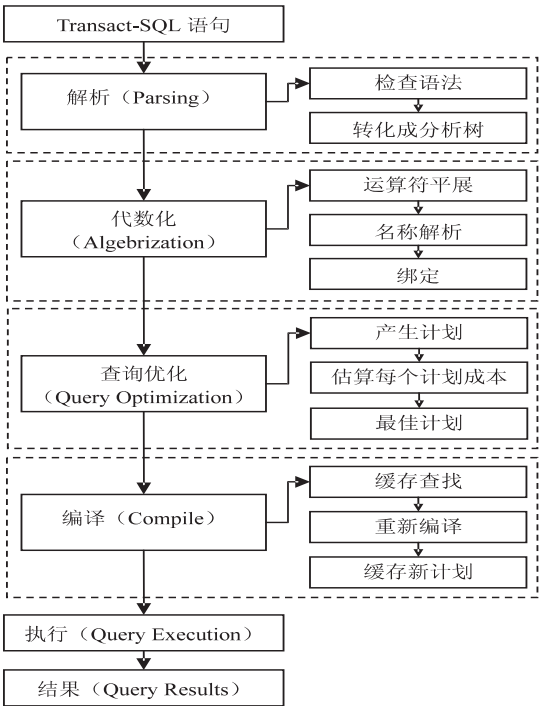 Transact-SQL 语句
解析（Parsing）
检查语法
转化成分析树
代数化
（Algebrization）
运算符平展
名称解析
绑定
查询优化
（Query Optimization）
产生计划
估算每个计划成本
最佳计划
编译（Compile）
缓存查找
重新编译
缓存新计划
执行（Query Execution）
结果（Query Results）